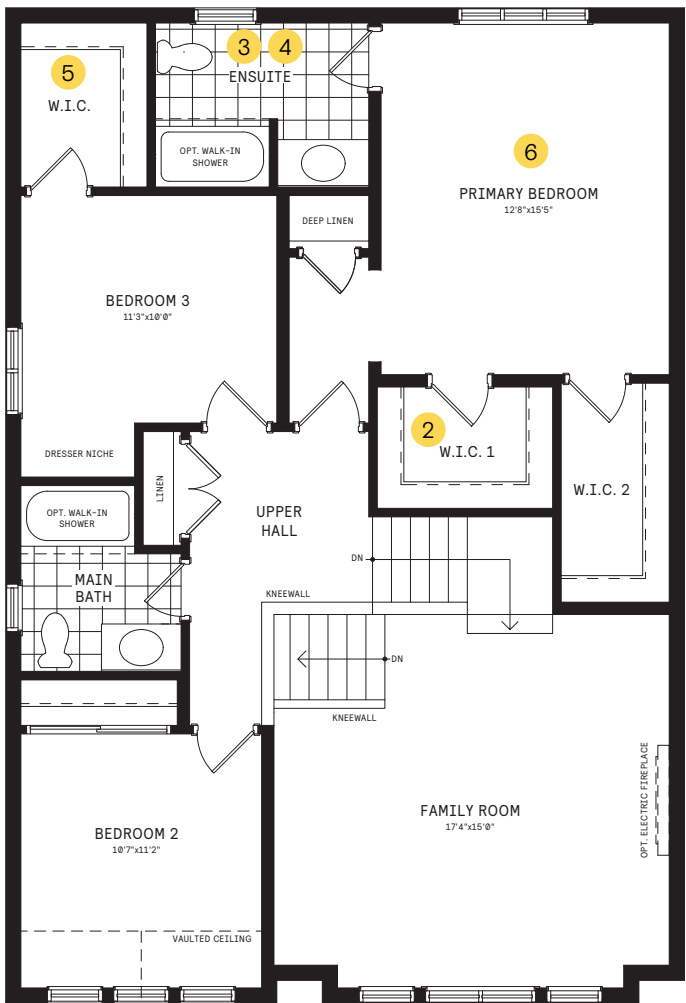 3
4
ENSUITE
5
W.I.C.
OPT. WALK-IN
SHOWER
6
PRIMARY BEDROOM
12'8"x15'5"
DEEP LINEN
BEDROOM 3
11'3"x10'0"
DRESSER NICHE
2
W.I.C. 1
W.I.C. 2
LINEN
UPPER
HALL
OPT. WALK-IN
SHOWER
DN
MAIN
BATH
KNEEWALL
DN
KNEEWALL
OPT. ELECTRIC FIREPLACE
FAMILY ROOM
17'4"x15'0"
BEDROOM 2
10'7"x11'2"
VAULTED CEILING